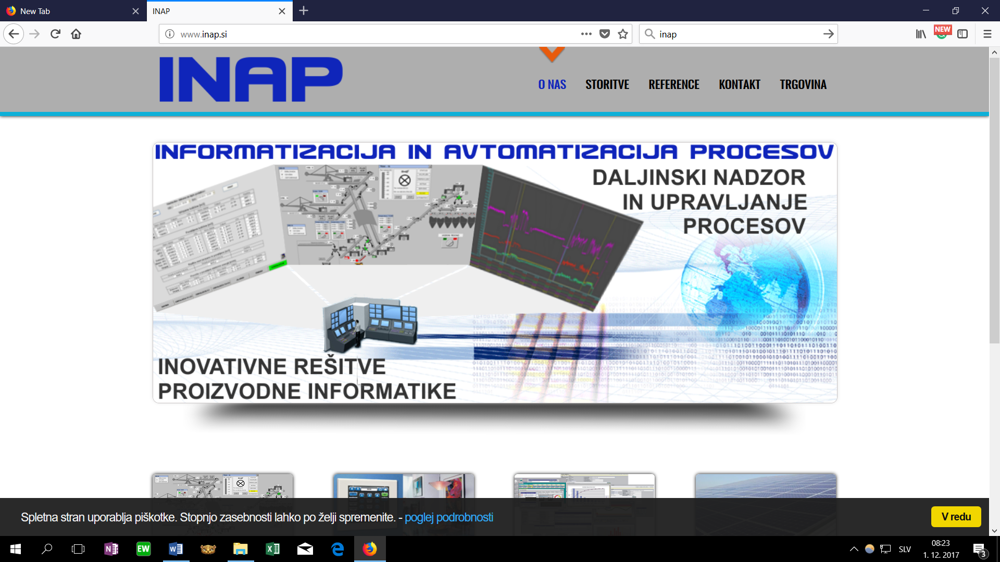 New Tab
INAP
www.inap.si
inap
NEW
INAP
O NAS
STORITVE
REFERENCE
KONTAKT
TRGOVINA
INFORMATIZACIJA IN AVTOMATIZACIJA PROCESOV
DALJINSKI NADZOR
IN UPRAVLJANJE
PROCESOV
INOVATIVNE REŠITVE
PROIZVODNE INFORMATIKE
Spletna stran uporablja piškotke. Stopnjo zasebnosti lahko po želji spremenite. - poglej podrobnosti
V redu
EW
SLV
08:23
1. 12. 2017
3